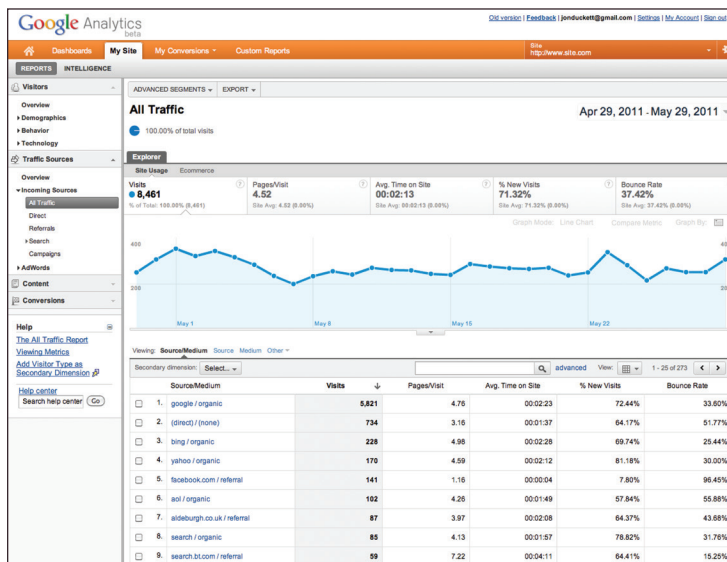 Google Analytics
beta
Old version | Feedback | jonduckett@gmail.com | Settings | My Account | Sign out
Dashboards My Site My Conversions Custom Reports
Site
http://www.site.com
REPORTS INTELLIGENCE
Visitors
Overview
Demographics
Behavior
Technology
Traffic Sources
Overview
Incoming Sources
All Traffic
Direct
Referrals
Search
Campaigns
AdWords
Content
Conversions
Help
The All Traffic Report
Viewing Metrics
Add Visitor Type as
Secondary Dimension
Help center
Search help center Go
ADVANCED SEGMENTS EXPORT
All Traffic
Apr 29, 2011 - May 29, 2011
100.00% of total visits
Explorer
Site Usage Ecommerce
Visits Pages/Visit Avg. Time on Site % New Visits Bounce Rate
8,461 4.52 00:02:13 71.32% 37.42%
% of Total: 100.00% (8,461) Site Avg: 4.52 (0.00%) Site Avg: 00:02:13 (0.00%) Site Avg: 71.32% (0.00%) Site Avg: 37.42% (0.00%)
Graph Mode: Line Chart Compare Metric Graph By:
400 40
200 20
May 1 May 8 May 15 May 22
Viewing: Source/Medium Source Medium Other
Secondary dimension: Select... advanced View: 1 - 25 of 273
Source/Medium Visits Pages/Visit Avg. Time on Site % New Visits Bounce Rate
1. google / organic 5,821 4.76 00:02:23 72.44% 33.60%
2. (direct) / (none) 734 3.16 00:01:37 64.17% 51.77%
3. bing / organic 228 4.98 00:02:28 69.74% 25.44%
4. yahoo / organic 170 4.59 00:02:12 81.18% 30.00%
5. facebook.com / referral 141 1.16 00:00:04 7.80% 96.45%
6. aol / organic 102 4.26 00:01:49 57.84% 55.88%
7. aldeburgh.co.uk / referral 87 3.97 00:02:08 64.37% 43.68%
8. search / organic 85 4.13 00:01:57 78.82% 31.76%
9. search.bt.com / referral 59 7.22 00:04:11 64.41% 15.25%